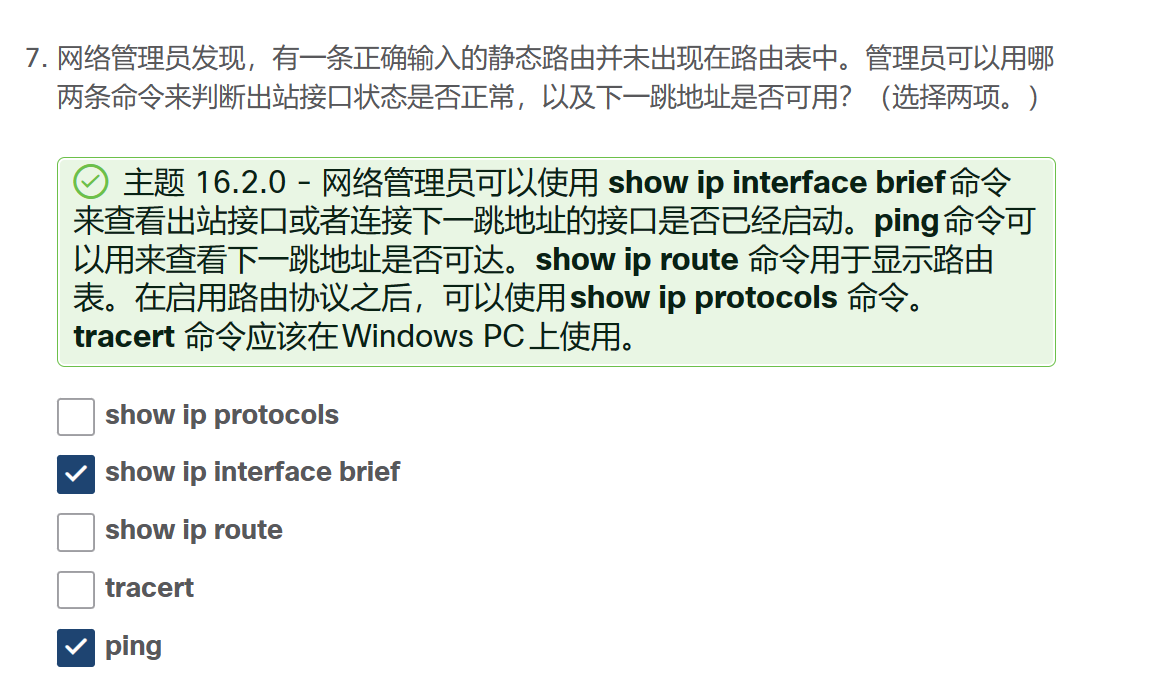 7. 网络管理员发现，有一条正确输入的静态路由并未出现在路由表中。管理员可以用哪
两条命令来判断出站接口状态是否正常，以及下一跳地址是否可用？（选择两项。）
主题 16.2.0 - 网络管理员可以使用 show ip interface brief 命令
来查看出站接口或者连接下一跳地址的接口是否已经启动。ping 命令可
以用来查看下一跳地址是否可达。show ip route 命令用于显示路由
表。在启用路由协议之后，可以使用 show ip protocols 命令。
tracert 命令应该在 Windows PC 上使用。
show ip protocols
show ip interface brief
show ip route
tracert
ping